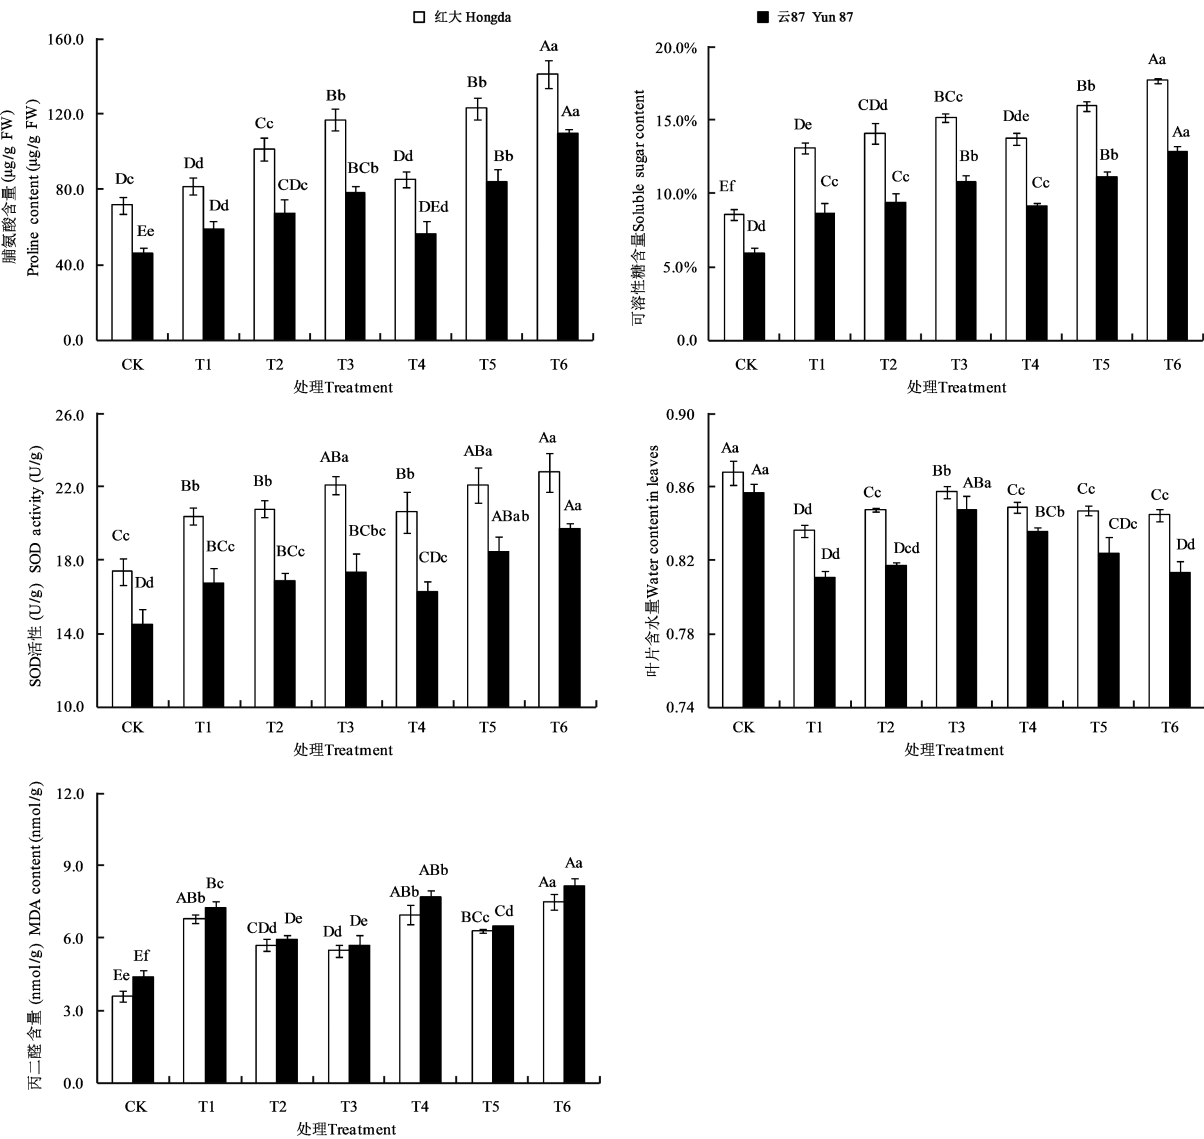 红大 Hongda
云87 Yun 87
脯氨酸含量 (μg/g FW)
Proline content (μg/g FW)
160.0
120.0
80.0
40.0
0.0
Dc
Ee
Dd
Dd
Cc
CDc
Bb
BCb
Dd
DEd
Bb
Bb
Aa
Aa
CK T1 T2 T3 T4 T5 T6
处理Treatment
可溶性糖含量Soluble sugar content
20.0%
15.0%
10.0%
5.0%
0.0
Ef
Dd
De
Cc
CDd
Cc
BCc
Bb
Dde
Cc
Bb
Bb
Aa
Aa
CK T1 T2 T3 T4 T5 T6
处理Treatment
SOD活性 (U/g) SOD activity (U/g)
26.0
22.0
18.0
14.0
10.0
Cc
Dd
Bb
BCc
Bb
BCc
ABa
BCbc
Bb
CDc
ABa
ABab
Aa
Aa
CK T1 T2 T3 T4 T5 T6
处理Treatment
叶片含水量Water content in leaves
0.90
0.86
0.82
0.78
0.74
Aa
Aa
Dd
Dd
Cc
Dcd
Bb
ABa
Cc
BCb
Cc
CDc
Cc
Dd
CK T1 T2 T3 T4 T5 T6
处理Treatment
丙二醛含量 (nmol/g) MDA content (nmol/g)
12.0
9.0
6.0
3.0
0.0
Ee
Ef
ABb
Bc
CDd
De
Dd
De
ABb
ABb
BCc
Cd
Aa
Aa
CK T1 T2 T3 T4 T5 T6
处理Treatment